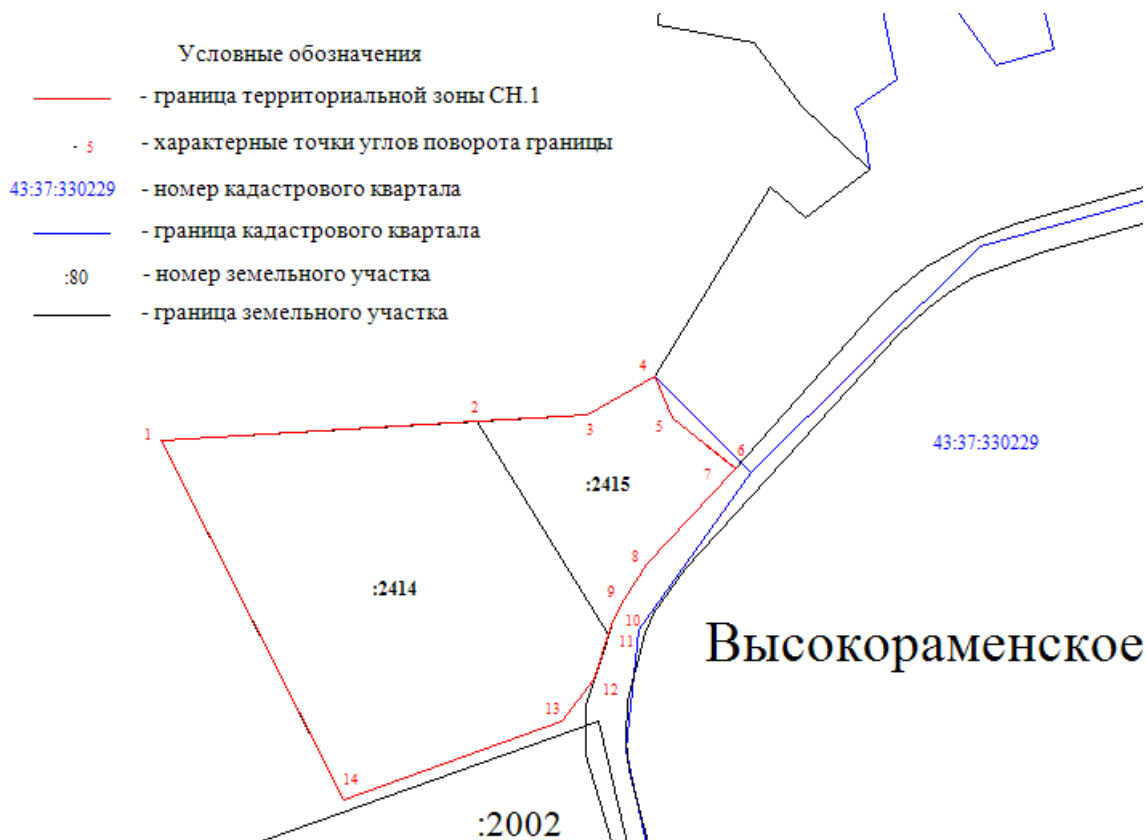 Условные обозначения
- граница территориальной зоны СН.1
- 5 - характерные точки углов поворота границы
43:37:330229 - номер кадастрового квартала
- граница кадастрового квартала
:80 - номер земельного участка
- граница земельного участка
4
2
3
1
5
6
43:37:330229
7
:2415
8
:2414
9
10
11
Высокораменское
12
13
14
:2002